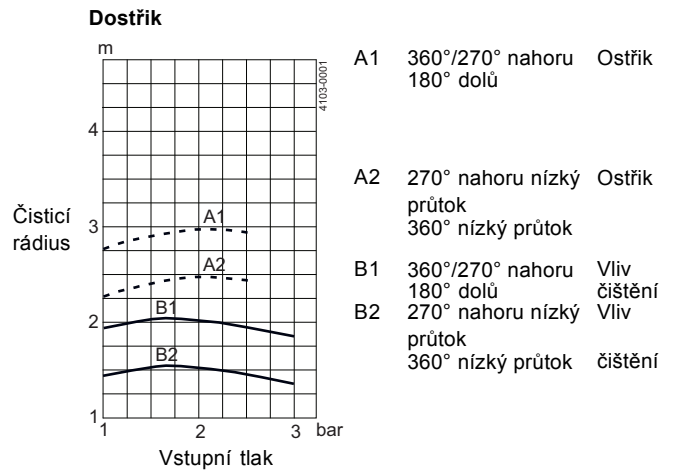 Dostřik
m
4103-0001
4
3
2
1
Čisticí
rádius
A1
A2
B1
B2
1
2
3
bar
Vstupní tlak
A1 360°/270° nahoru Ostřik
180° dolů
A2 270° nahoru nízký Ostřik
průtok
360° nízký průtok
B1 360°/270° nahoru Vliv
180° dolů čištění
B2 270° nahoru nízký Vliv
průtok
360° nízký průtok čištění